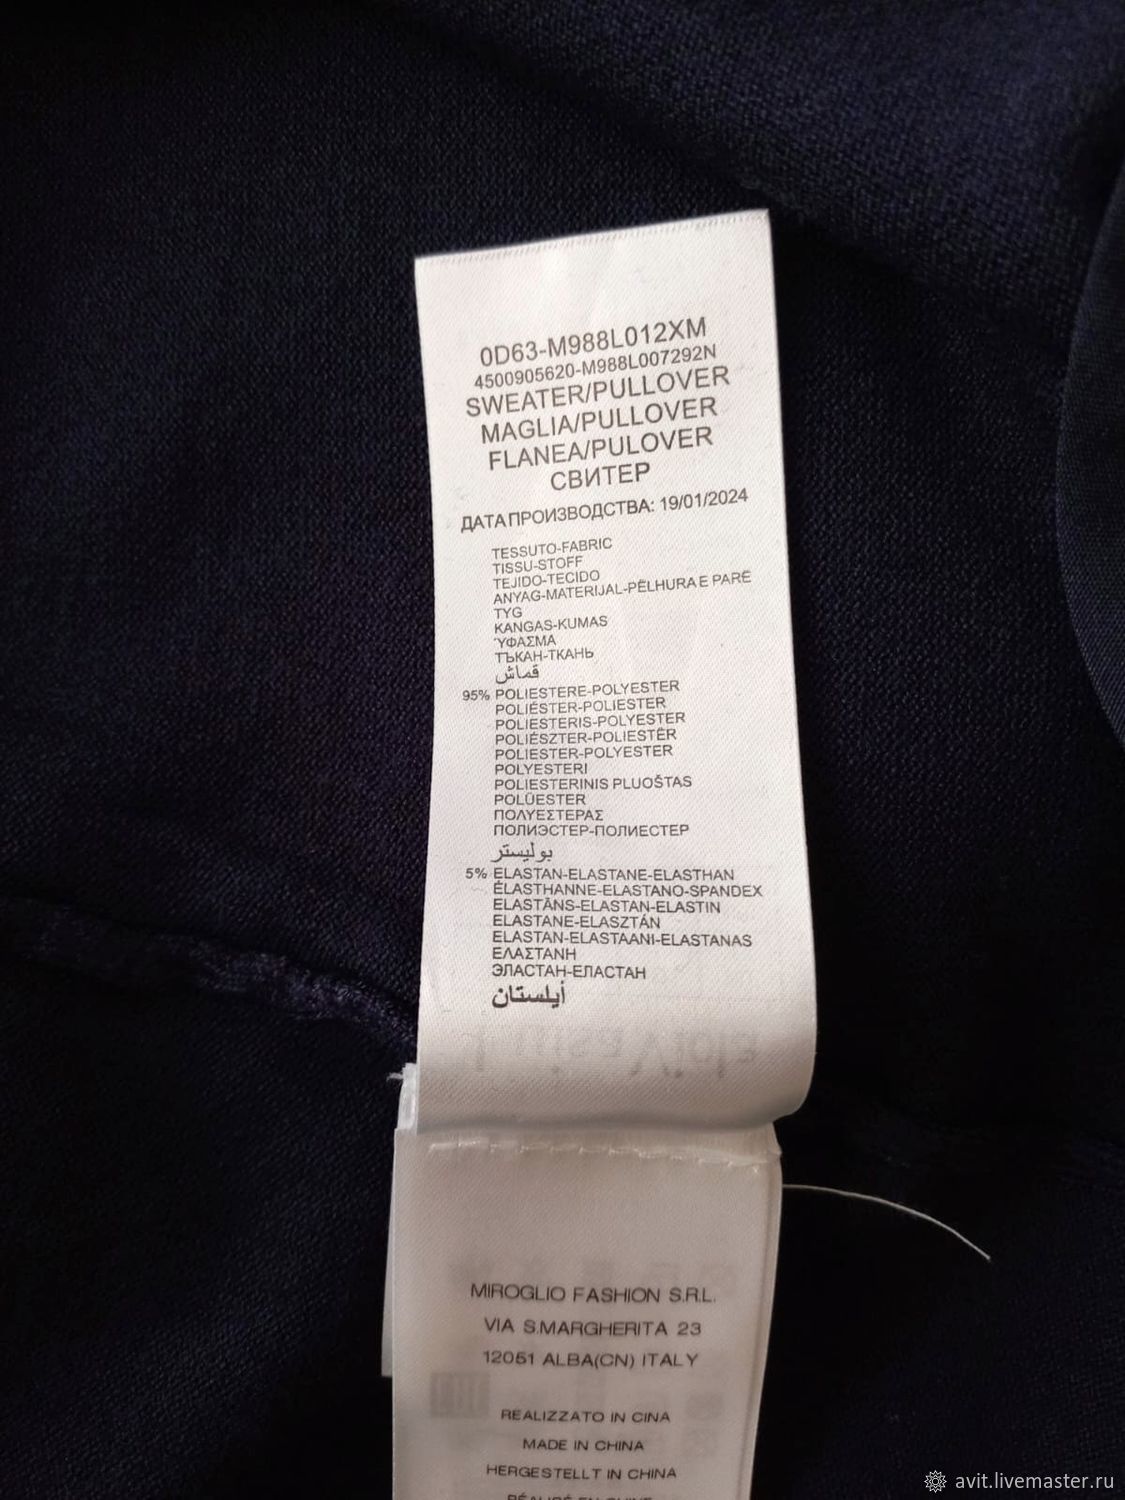 0D63-M988L012XM
4500905620-M988L007292N
SWEATER/PULLOVER
MAGLIA/PULLOVER
FLANEA/PULOVER
СВИТЕР
ДАТА ПРОИЗВОДСТВА: 19/01/2024
TESSUTO-FABRIC
TISSU-STOFF
TEJIDO-TECIDO
ANYAG-MATERIJAL-PĒLHURA E PARË
TYG
KANGAS-KUMAS
ΎΦΑΣΜΑ
ТЪКАН-ТКАНЬ
قماش
95% POLIESTERE-POLYESTER
POLIÉSTER-POLIESTER
POLIESTERIS-POLYESTER
POLIÉSZTER-POLIESTËR
POLIESTER-POLYESTER
POLYESTERI
POLIESTERINIS PLUOŠTAS
POLÜESTER
ΠΟΛΥΕΣΤΕΡΑΣ
ПОЛИЭСТЕР-ПОЛИЕСТЕР
بوليستر
5% ELASTAN-ELASTANE-ELASTHAN
ÉLASTHANNE-ELASTANO-SPANDEX
ELASTĀNS-ELASTAN-ELASTIN
ELASTANE-ELASZTÁN
ELASTAN-ELASTAANI-ELASTANAS
ΕΛΑΣΤΑΝΗ
ЭЛАСТАН-ЕЛАСТАН
أيلستان
MIROGLIO FASHION S.R.L.
VIA S.MARGHERITA 23
12051 ALBA(CN) ITALY
REALIZZATO IN CINA
MADE IN CHINA
HERGESTELLT IN CHINA
avit.livemaster.ru